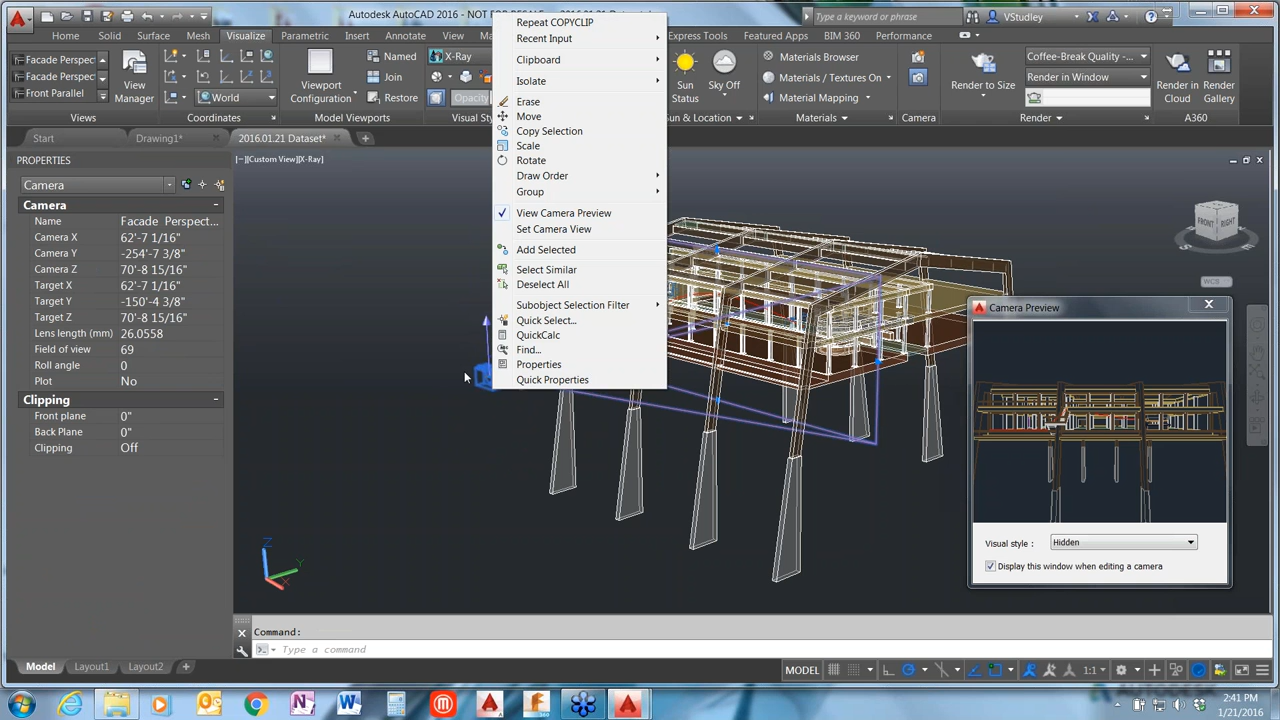 Autodesk AutoCAD 2016 - NOT FOR RESALE
Type a keyword or phrase
VStudley
Home
Solid
Surface
Mesh
Visualize
Parametric
Insert
Annotate
View
Express Tools
Featured Apps
BIM 360
Performance
Facade Perspect
Facade Perspect
Front Parallel
View Manager
Views
World
Coordinates
Viewport Configuration
Named
Join
Restore
Model Viewports
X-Ray
Opacity
Sun Status
Sky Off
Materials Browser
Materials / Textures On
Material Mapping
Materials
Camera
Render to Size
Coffee-Break Quality -
Render in Window
Render
Render in Cloud
Render Gallery
A360
Start
Drawing1*
2016.01.21 Dataset*
PROPERTIES
Camera
Camera
Name Facade Perspect...
Camera X 62'-7 1/16"
Camera Y -254'-7 3/8"
Camera Z 70'-8 15/16"
Target X 62'-7 1/16"
Target Y -150'-4 3/8"
Target Z 70'-8 15/16"
Lens length (mm) 26.0558
Field of view 69
Roll angle 0
Plot No
Clipping
Front plane 0"
Back Plane 0"
Clipping Off
[−][Custom View][X-Ray]
Repeat COPYCLIP
Recent Input
Clipboard
Isolate
Erase
Move
Copy Selection
Scale
Rotate
Draw Order
Group
View Camera Preview
Set Camera View
Add Selected
Select Similar
Deselect All
Subobject Selection Filter
Quick Select...
QuickCalc
Find...
Properties
Quick Properties
FRONT
WCS
Camera Preview
Visual style :
Hidden
Display this window when editing a camera
Z
Y
X
Command:
Type a command
Model
Layout1
Layout2
MODEL
1:1
2:41 PM
1/21/2016